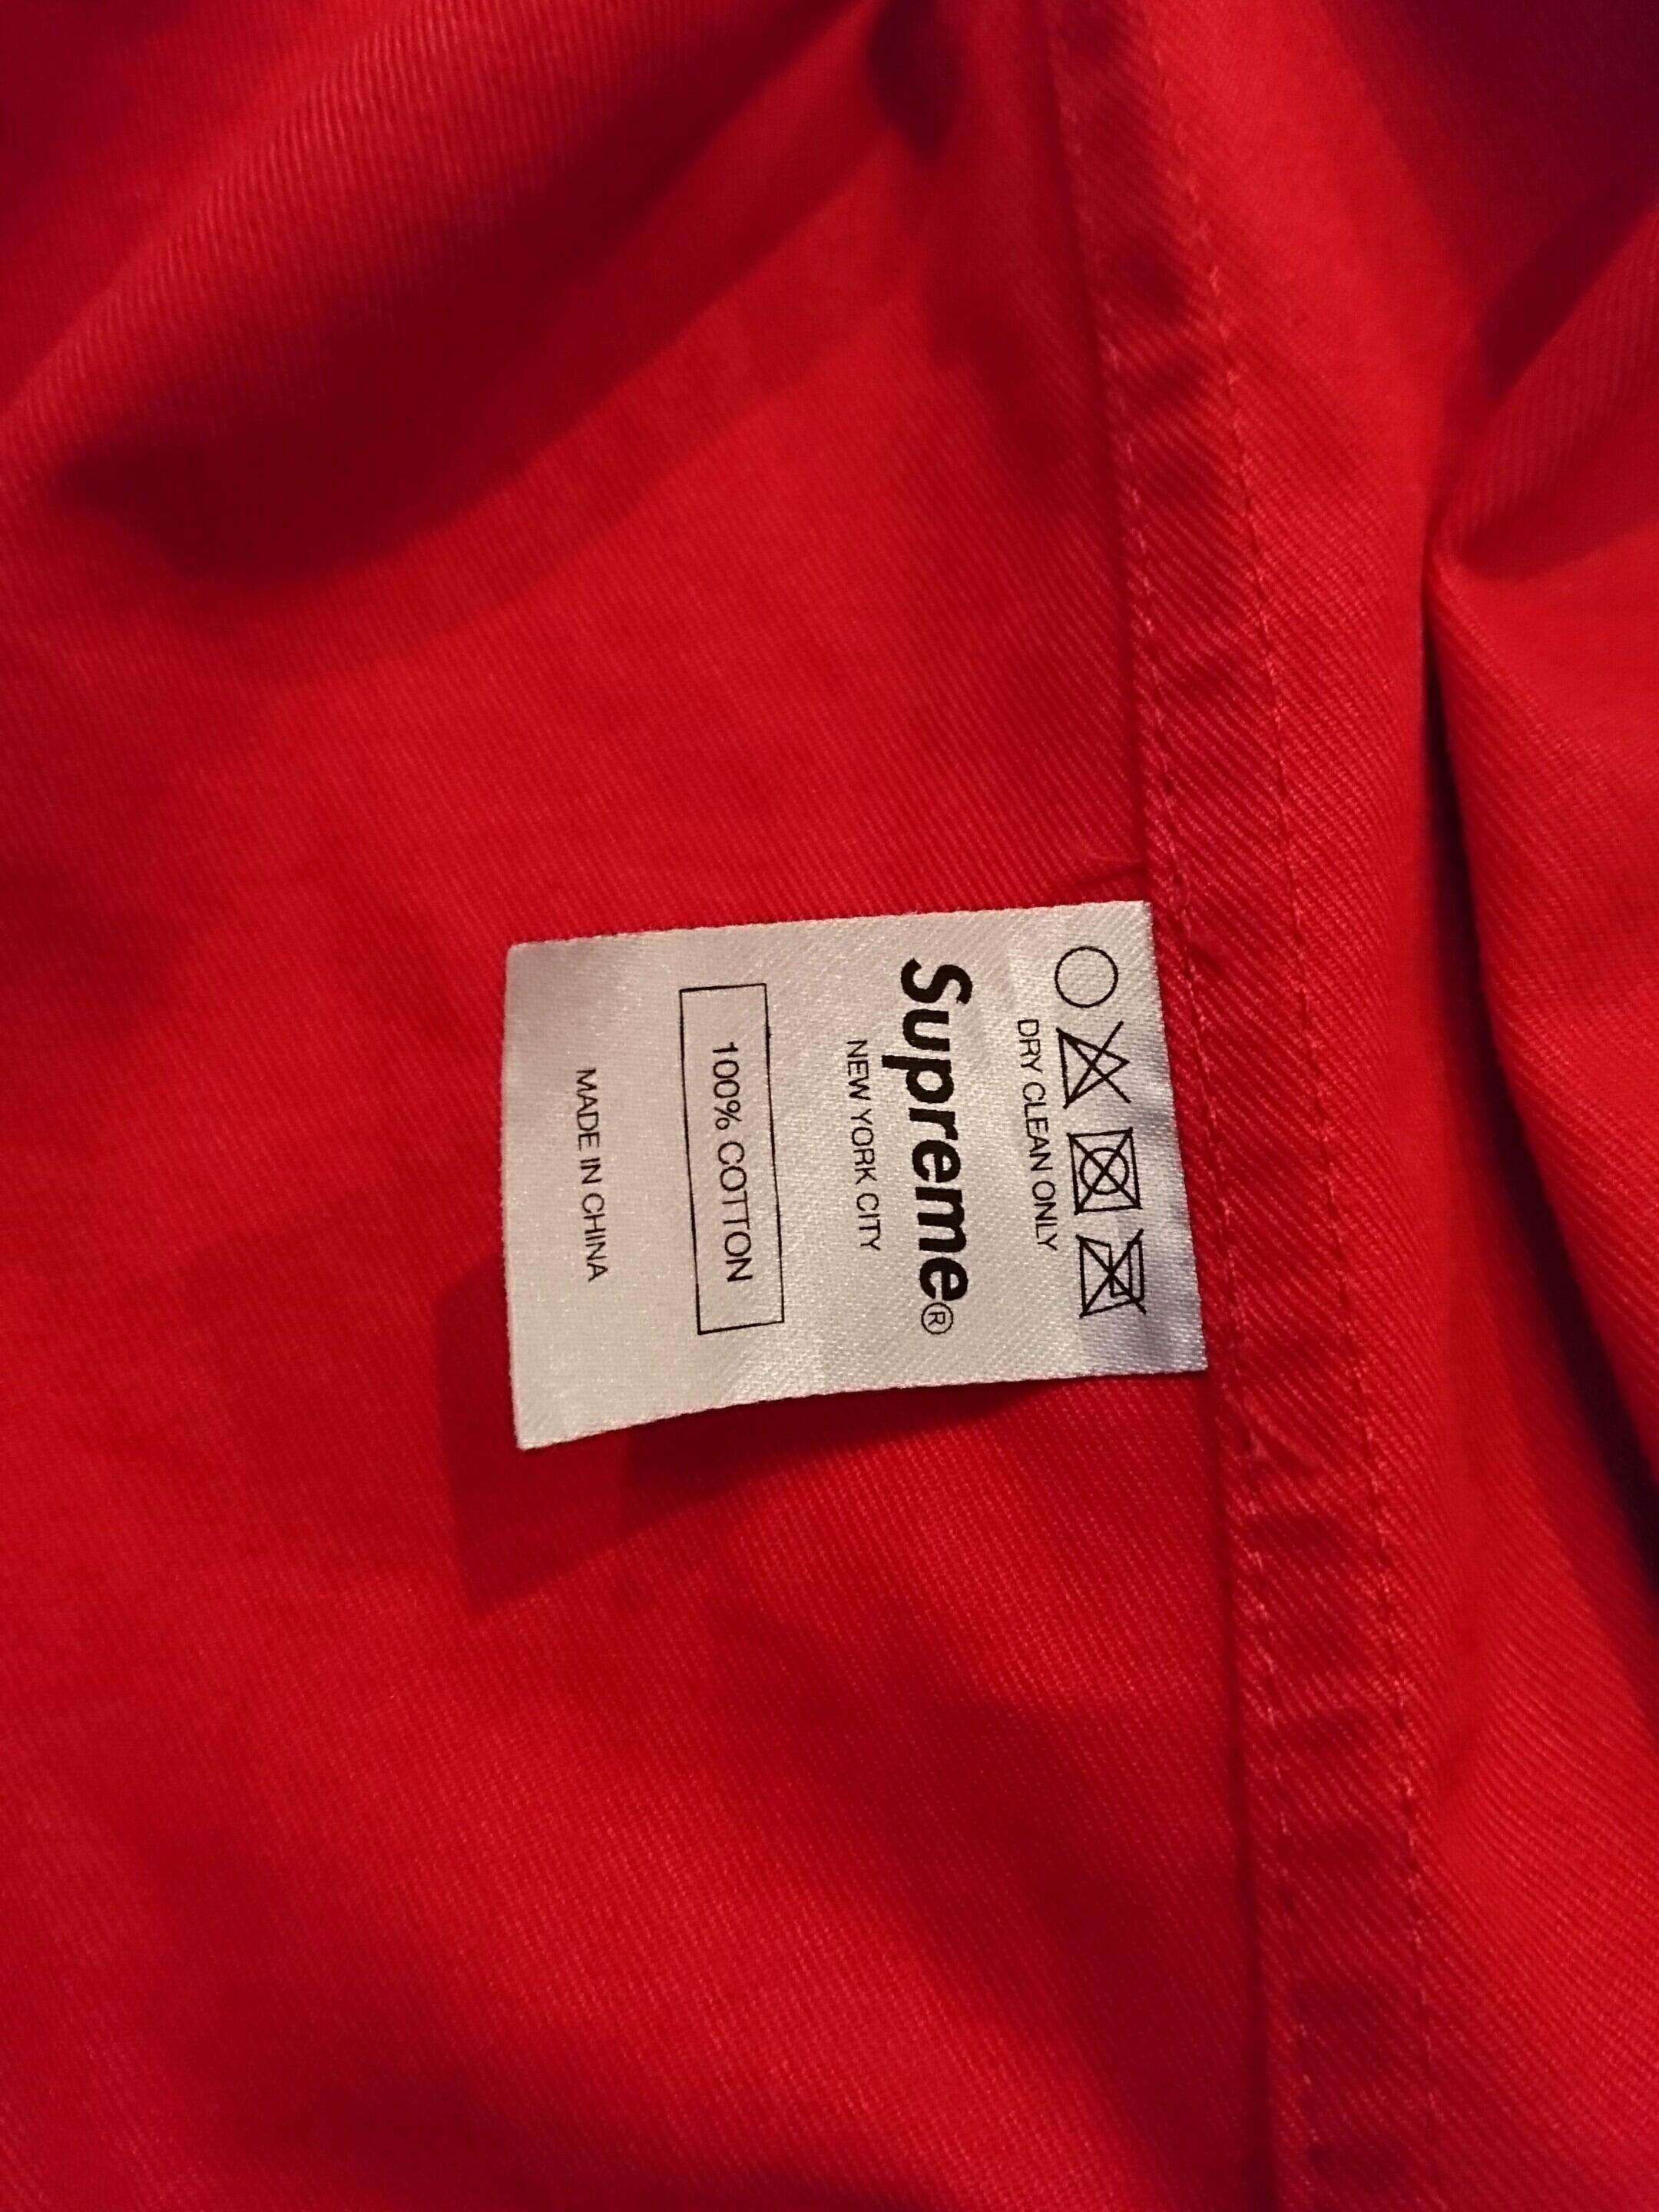 DRY CLEAN ONLY
Supreme®
NEW YORK CITY
100% COTTON
MADE IN CHINA